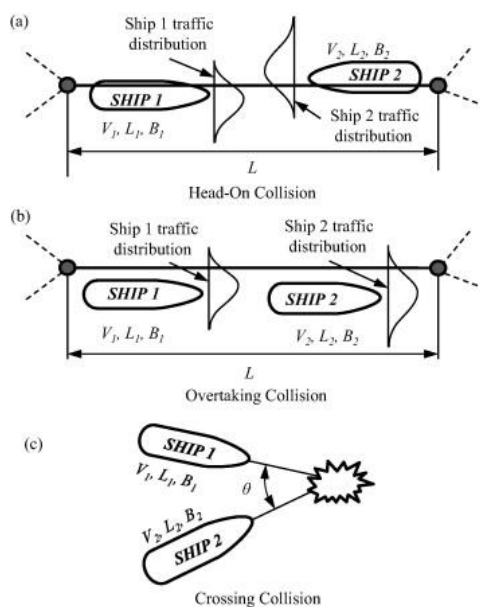 (a)
Ship 1 traffic
distribution
V₂, L₂, B₂
SHIP 2
SHIP 1
V₁, L₁, B₁
Ship 2 traffic
distribution
L
Head-On Collision
(b)
Ship 1 traffic
distribution
Ship 2 traffic
distribution
SHIP 1
SHIP 2
V₁, L₁, B₁
V₂, L₂, B₂
L
Overtaking Collision
(c)
SHIP 1
V₁, L₁, B₁
θ
V₂, L₂, B₂
SHIP 2
Crossing Collision